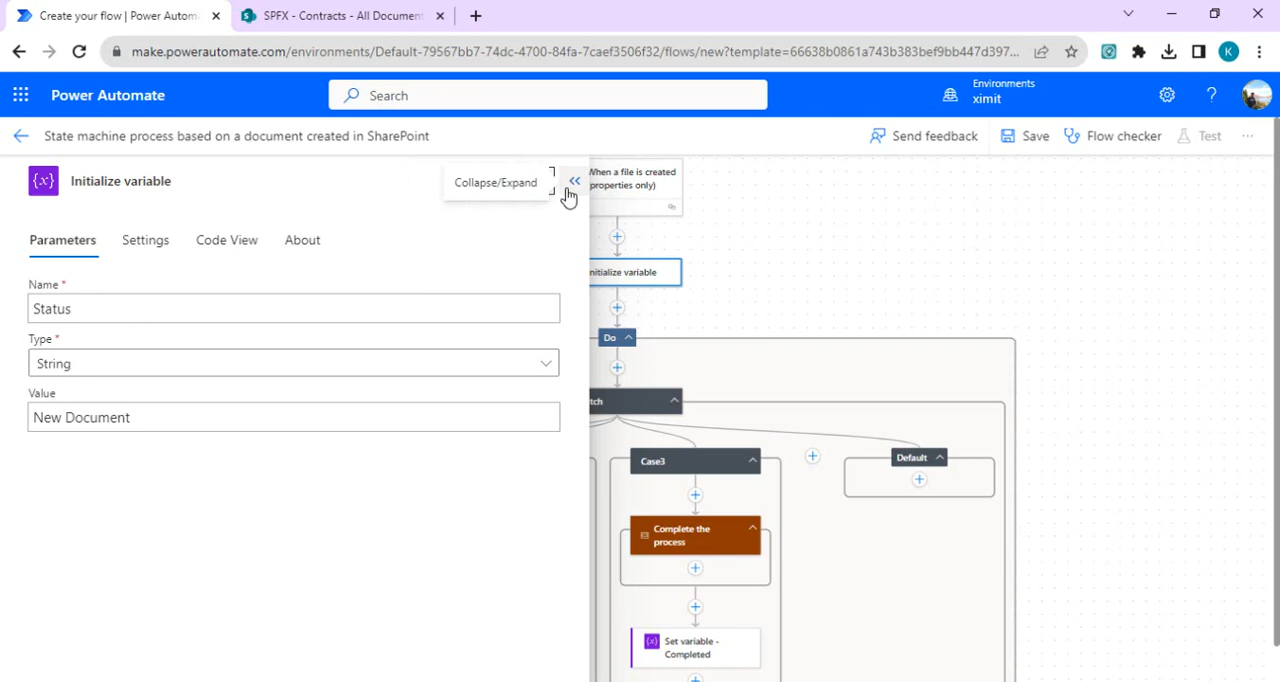 Create your flow | Power Autom
SPFX - Contracts - All Document
make.powerautomate.com/environments/Default-79567bb7-74dc-4700-84fa-7caef3506f32/flows/new?template=66638b0861a743b383bef9bb447d397...
K
Power Automate
Search
Environments
ximit
State machine process based on a document created in SharePoint
Send feedback
Save
Flow checker
Test
Initialize variable
Collapse/Expand
Parameters
Settings
Code View
About
Name *
Status
Type *
String
Value
New Document
When a file is created
(properties only)
nitialize variable
Do
tch
Case3
Default
Complete the
process
Set variable -
Completed